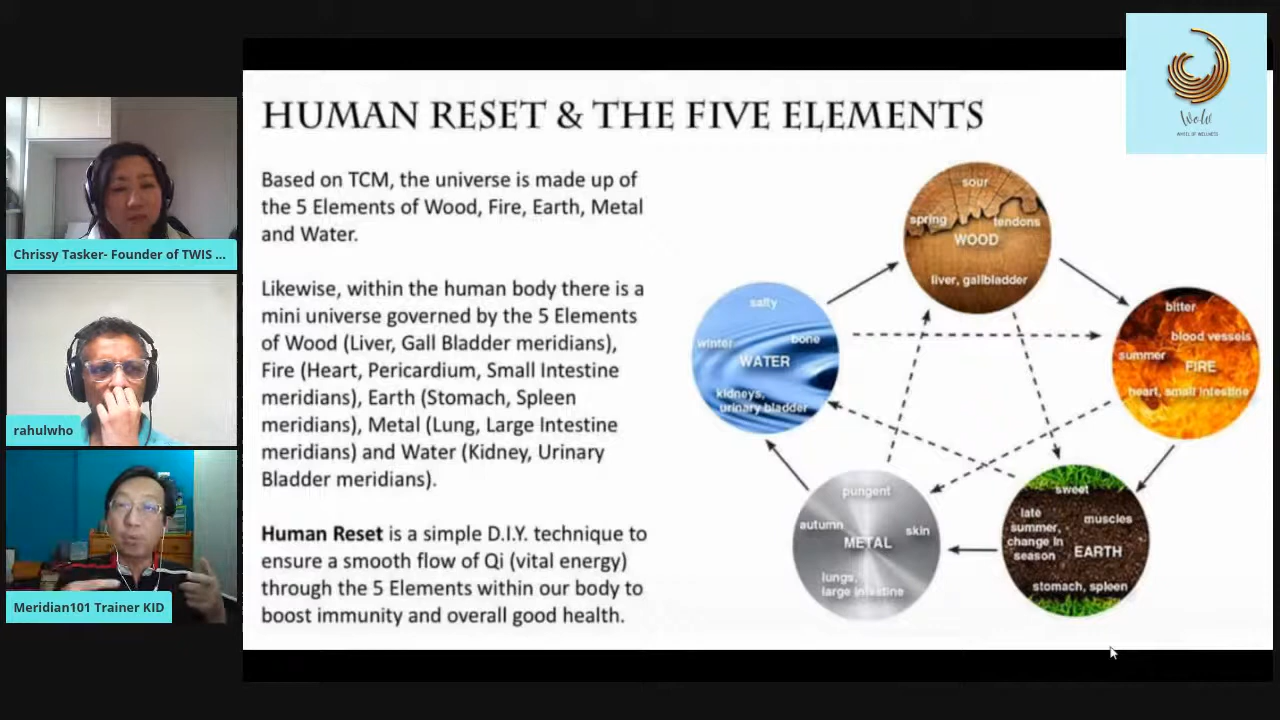 HUMAN RESET & THE FIVE ELEMENTS
Based on TCM, the universe is made up of
the 5 Elements of Wood, Fire, Earth, Metal
and Water.
Likewise, within the human body there is a
mini universe governed by the 5 Elements
of Wood (Liver, Gall Bladder meridians),
Fire (Heart, Pericardium, Small Intestine
meridians), Earth (Stomach, Spleen
meridians), Metal (Lung, Large Intestine
meridians) and Water (Kidney, Urinary
Bladder meridians).
Human Reset is a simple D.I.Y. technique to
ensure a smooth flow of Qi (vital energy)
through the 5 Elements within our body to
boost immunity and overall good health.
sour
spring
tendons
WOOD
liver, gallbladder
bitter
blood vessels
summer
FIRE
heart, small intestine
sweet
late
summer,
change in
season
muscles
EARTH
stomach, spleen
pungent
autumn
skin
METAL
lungs,
large intestine
salty
winter
bone
WATER
kidneys,
urinary bladder
WoW
WHEEL OF WELLNESS
Chrissy Tasker- Founder of TWIS ...
rahulwho
Meridian101 Trainer KID